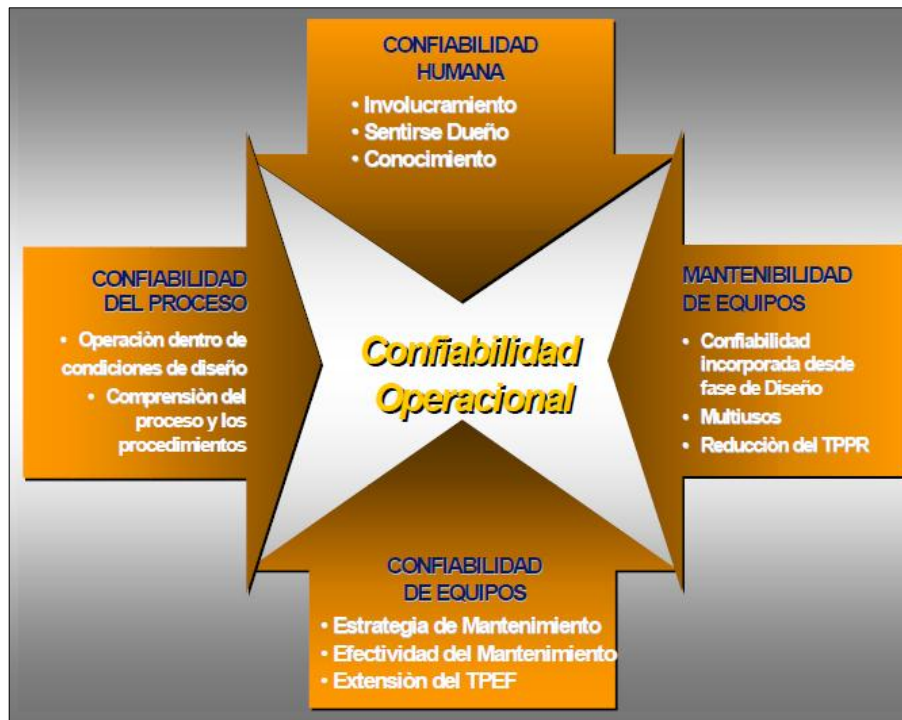 CONFIABILIDAD
HUMANA
• Involucramiento
• Sentirse Dueño
• Conocimiento
CONFIABILIDAD
DEL PROCESO
• Operaciòn dentro de
condiciones de diseño
• Comprensiòn del
proceso y los
procedimientos
Confiabilidad
Operacional
MANTENIBILIDAD
DE EQUIPOS
• Confiabilidad
incorporada desde
fase de Diseño
• Multiusos
• Reducciòn del TPPR
CONFIABILIDAD
DE EQUIPOS
• Estrategia de Mantenimiento
• Efectividad del Mantenimiento
• Extensiòn del TPEF